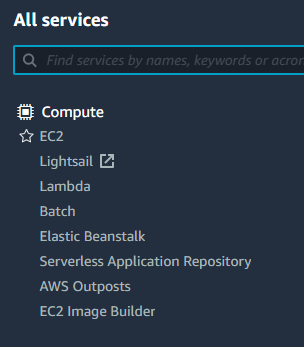 All services
Find services by names, keywords or acron
Compute
EC2
Lightsail
Lambda
Batch
Elastic Beanstalk
Serverless Application Repository
AWS Outposts
EC2 Image Builder